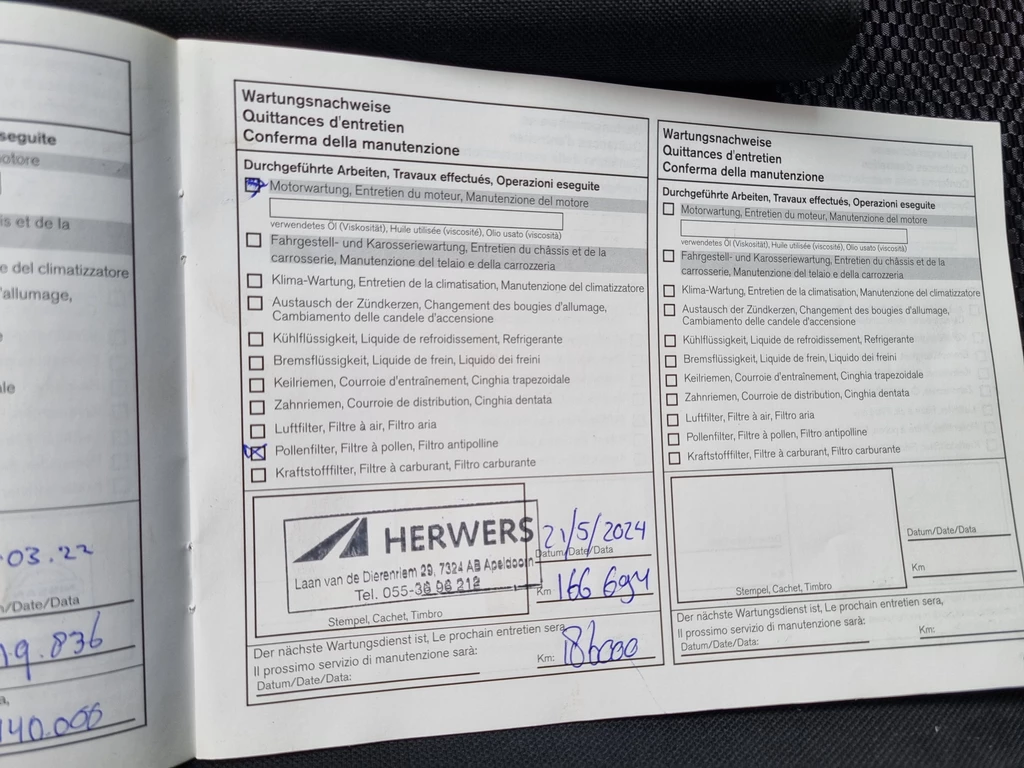 eseguite
otore
is et de la
e del climatizzatore
'allumage,
ale
03.22
n/Date/Data
19.836
a,
140.000
Wartungsnachweise
Quittances d'entretien
Conferma della manutenzione
Durchgeführte Arbeiten, Travaux effectués, Operazioni eseguite
Motorwartung, Entretien du moteur, Manutenzione del motore
verwendetes Öl (Viskosität), Huile utilisée (viscosité), Olio usato (viscosità)
Fahrgestell- und Karosseriewartung, Entretien du châssis et de la
carrosserie, Manutenzione del telaio e della carrozzeria
Klima-Wartung, Entretien de la climatisation, Manutenzione del climatizzatore
Austausch der Zündkerzen, Changement des bougies d'allumage,
Cambiamento delle candele d'accensione
Kühlflüssigkeit, Liquide de refroidissement, Refrigerante
Bremsflüssigkeit, Liquide de frein, Liquido dei freini
Keilriemen, Courroie d'entraînement, Cinghia trapezoidale
Zahnriemen, Courroie de distribution, Cinghia dentata
Luftfilter, Filtre à air, Filtro aria
Pollenfilter, Filtre à pollen, Filtro antipolline
Kraftstofffilter, Filtre à carburant, Filtro carburante
HERWERS
Laan van de Dierenriem 29, 7324 AB Apeldoorn
Tel. 055-36 96 212
Stempel, Cachet, Timbro
21/5/2024
Datum/Date/Data
Km 166 694
Der nächste Wartungsdienst ist, Le prochain entretien sera,
Il prossimo servizio di manutenzione sarà:
Datum/Date/Data:
Km: 186000
Wartungsnachweise
Quittances d'entretien
Conferma della manutenzione
Durchgeführte Arbeiten, Travaux effectués, Operazioni eseguite
Motorwartung, Entretien du moteur, Manutenzione del motore
verwendetes Öl (Viskosität), Huile utilisée (viscosité), Olio usato (viscosità)
Fahrgestell- und Karosseriewartung, Entretien du châssis et de la
carrosserie, Manutenzione del telaio e della carrozzeria
Klima-Wartung, Entretien de la climatisation, Manutenzione del climatizzatore
Austausch der Zündkerzen, Changement des bougies d'allumage,
Cambiamento delle candele d'accensione
Kühlflüssigkeit, Liquide de refroidissement, Refrigerante
Bremsflüssigkeit, Liquide de frein, Liquido dei freini
Keilriemen, Courroie d'entraînement, Cinghia trapezoidale
Zahnriemen, Courroie de distribution, Cinghia dentata
Luftfilter, Filtre à air, Filtro aria
Pollenfilter, Filtre à pollen, Filtro antipolline
Kraftstofffilter, Filtre à carburant, Filtro carburante
Stempel, Cachet, Timbro
Datum/Date/Data
Km
Der nächste Wartungsdienst ist, Le prochain entretien sera,
Il prossimo servizio di manutenzione sarà:
Datum/Date/Data:
Km: